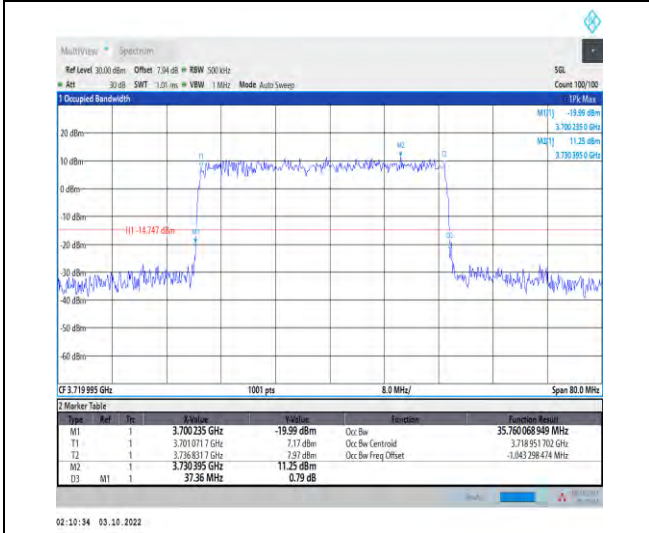 MultiView Spectrum
Ref Level 30.00 dBm Offset 7.94 dB RBW 500 kHz SGL
Att 30 dB SWT 1.01 ms VBW 1 MHz Mode Auto Sweep Count 100/100
1 Occupied Bandwidth 1Pk Max
M1[1] -19.99 dBm
3.700 235 0 GHz
M2[1] 11.25 dBm
3.730 395 0 GHz
20 dBm
M2
T1
10 dBm
0 dBm
-10 dBm
H1 -14.747 dBm
M1
D3
-20 dBm
-30 dBm
-40 dBm
-50 dBm
-60 dBm
CF 3.719 995 GHz 1001 pts 8.0 MHz/ Span 80.0 MHz
2 Marker Table
Type Ref Trc X-Value Y-Value Function Function Result
M1 1 3.700 235 GHz -19.99 dBm Occ Bw 35.760 068 949 MHz
T1 1 3.701 071 7 GHz 7.17 dBm Occ Bw Centroid 3.718 951 702 GHz
T2 1 3.736 831 7 GHz 7.97 dBm Occ Bw Freq Offset -1.043 298 474 MHz
M2 1 3.730 395 GHz 11.25 dBm
D3 M1 1 37.36 MHz 0.79 dB
02:10:34 03.10.2022